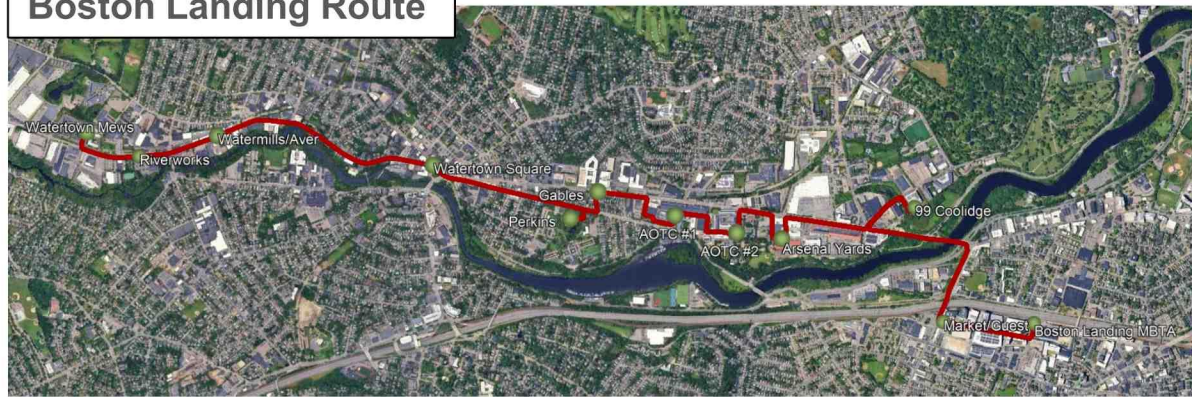 Boston Landing Route
Watertown Mews
Riverworks
Watermills/Aver
Watertown Square
Gables
Perkins
AOTC #1
AOTC #2
Arsenal Yards
99 Coolidge
Market/Guest
Boston Landing MBTA